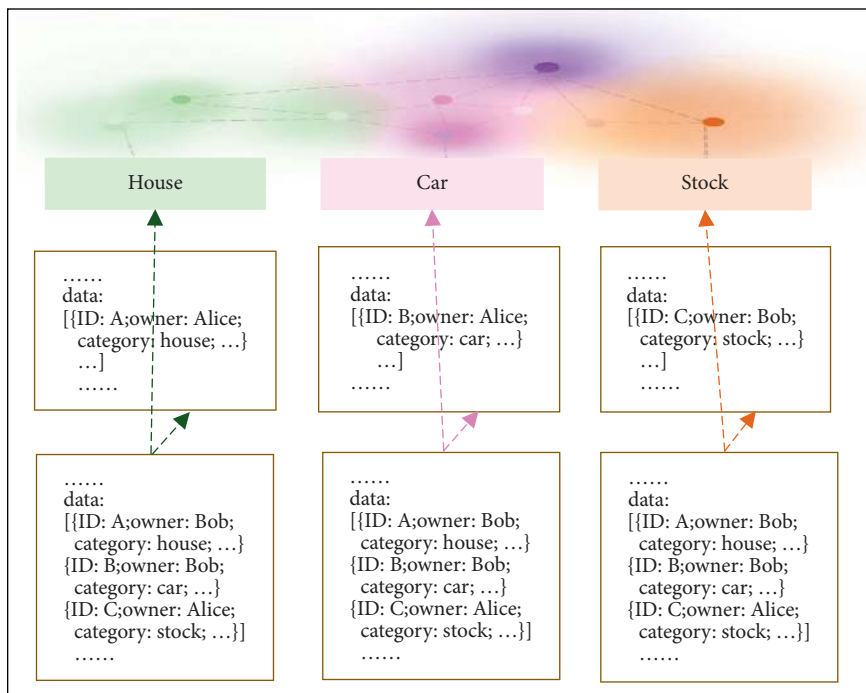 House
Car
Stock
……
data:
[{ID: A;owner: Alice;
category: house; …}
…]
……
……
data:
[{ID: B;owner: Alice;
category: car; …}
…]
……
……
data:
[{ID: C;owner: Bob;
category: stock; …}
…]
……
……
data:
[{ID: A;owner: Bob;
category: house; …}
{ID: B;owner: Bob;
category: car; …}
{ID: C;owner: Alice;
category: stock; …}]
……
……
data:
[{ID: A;owner: Bob;
category: house; …}
{ID: B;owner: Bob;
category: car; …}
{ID: C;owner: Alice;
category: stock; …}]
……
……
data:
[{ID: A;owner: Bob;
category: house; …}
{ID: B;owner: Bob;
category: car; …}
{ID: C;owner: Alice;
category: stock; …}]
……